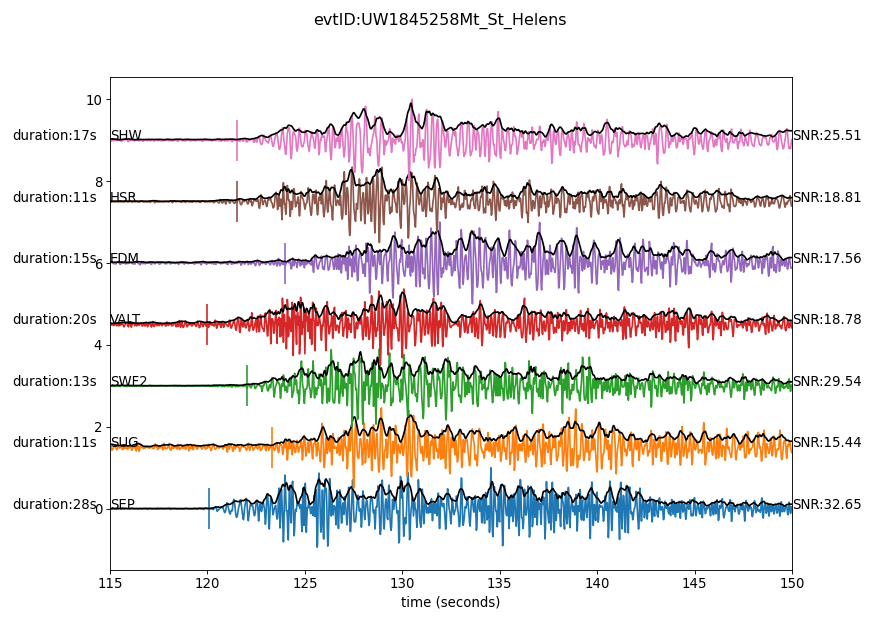 evtID:UW1845258Mt_St_Helens
10
duration:17s SHW SNR:25.51
8
duration:11s HSR SNR:18.81
duration:15s EDM SNR:17.56
6
duration:20s VALT SNR:18.78
4
duration:13s SWF2 SNR:29.54
2
duration:11s SUG SNR:15.44
duration:28s SEP SNR:32.65
0
115 120 125 130 135 140 145 150
time (seconds)